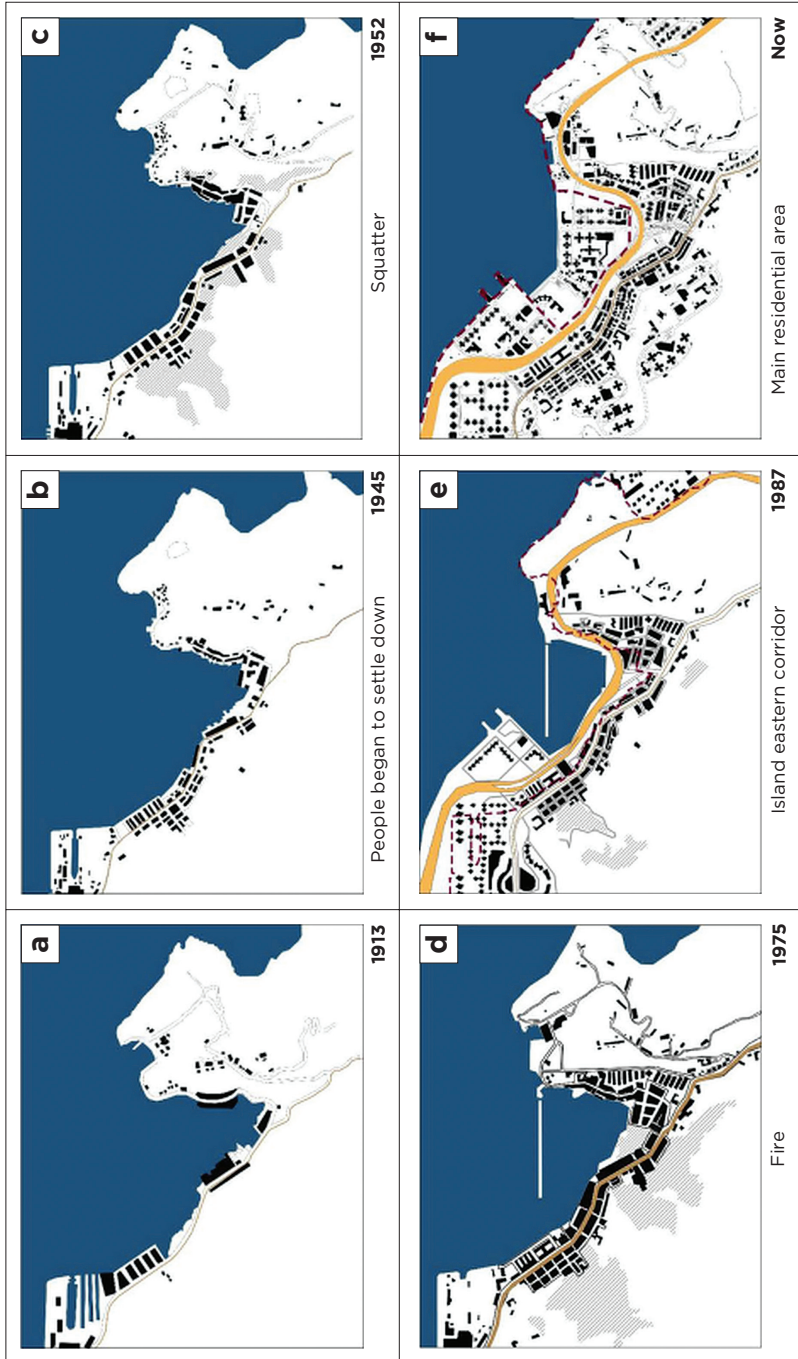 a
1913
b
People began to settle down
1945
c
Squatter
1952
d
Fire
1975
e
Island eastern corridor
1987
f
Main residential area
Now